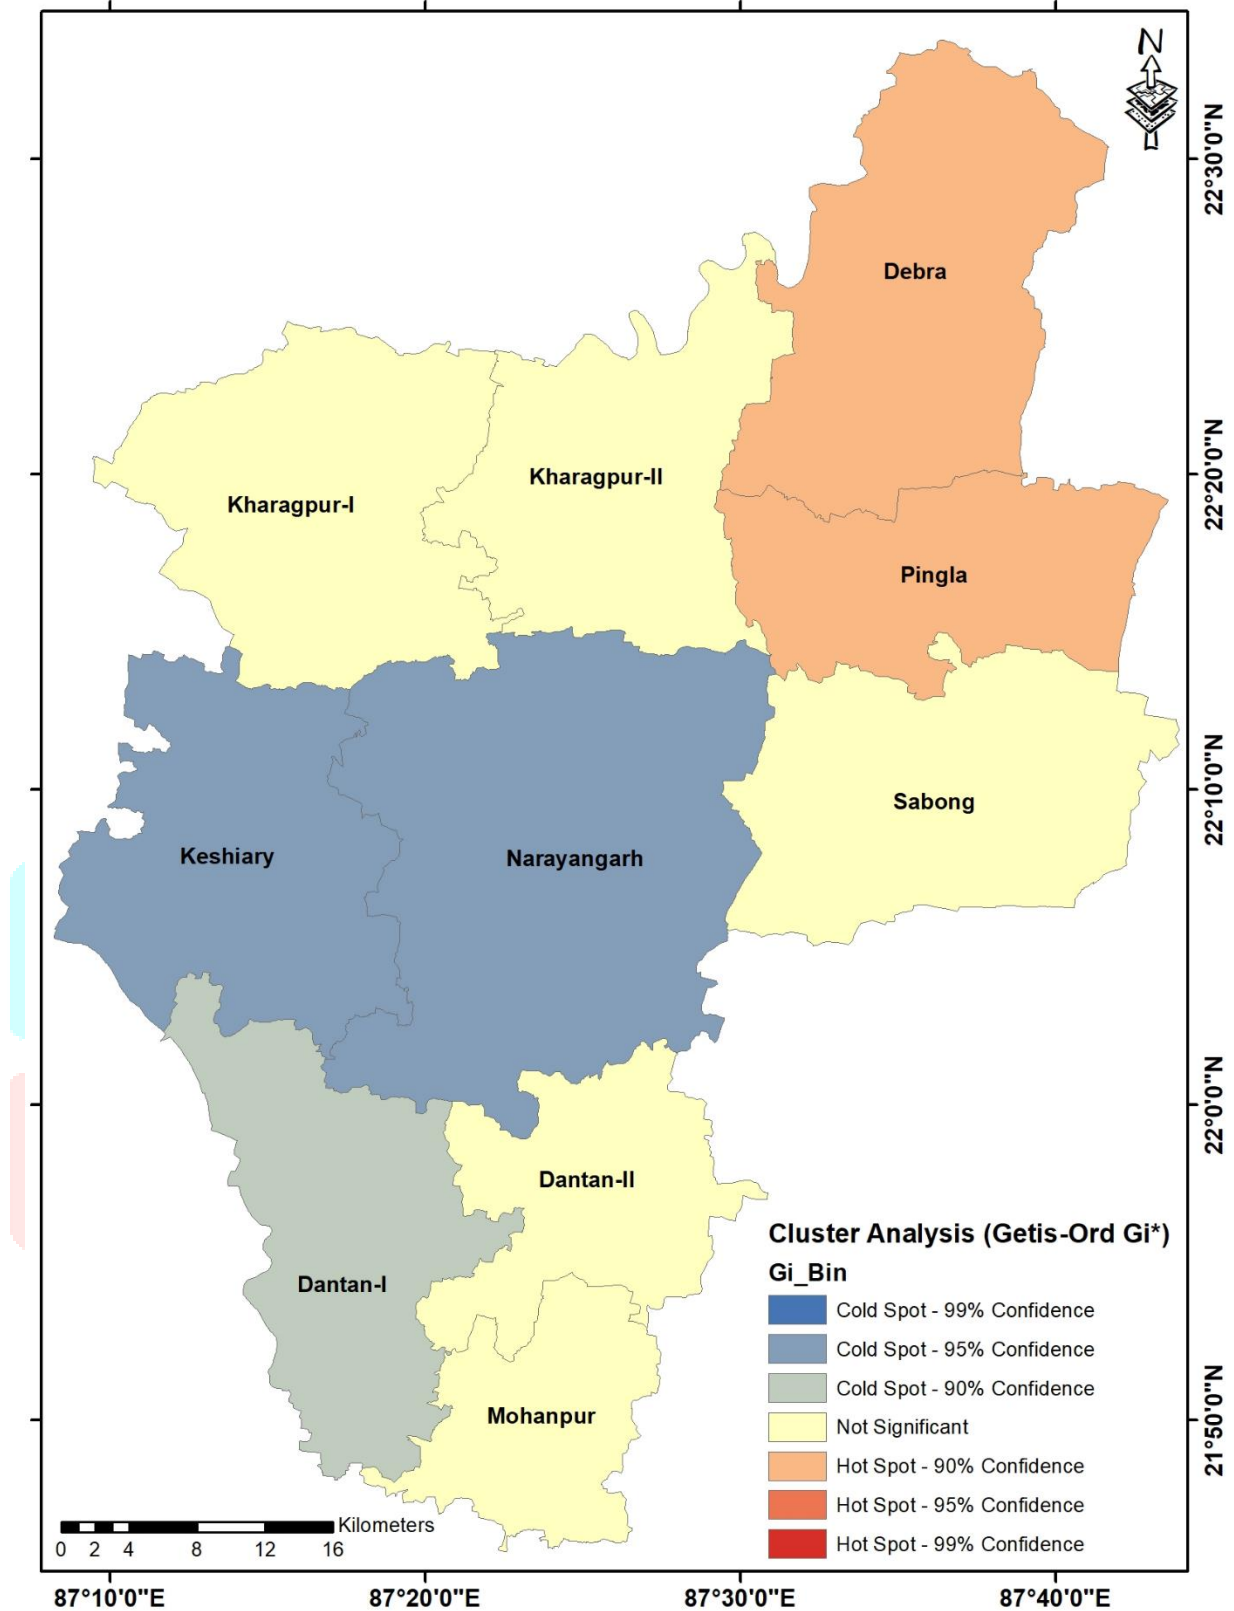 N
22°30'0"N
Debra
Kharagpur-II
Kharagpur-I
22°20'0"N
Pingla
22°10'0"N
Sabong
Keshiary
Narayangarh
22°0'0"N
Dantan-II
Dantan-I
Mohanpur
21°50'0"N
Cluster Analysis (Getis-Ord Gi*)
Gi_Bin
Cold Spot - 99% Confidence
Cold Spot - 95% Confidence
Cold Spot - 90% Confidence
Not Significant
Hot Spot - 90% Confidence
Hot Spot - 95% Confidence
Hot Spot - 99% Confidence
Kilometers
0 2 4 8 12 16
87°10'0"E 87°20'0"E 87°30'0"E 87°40'0"E